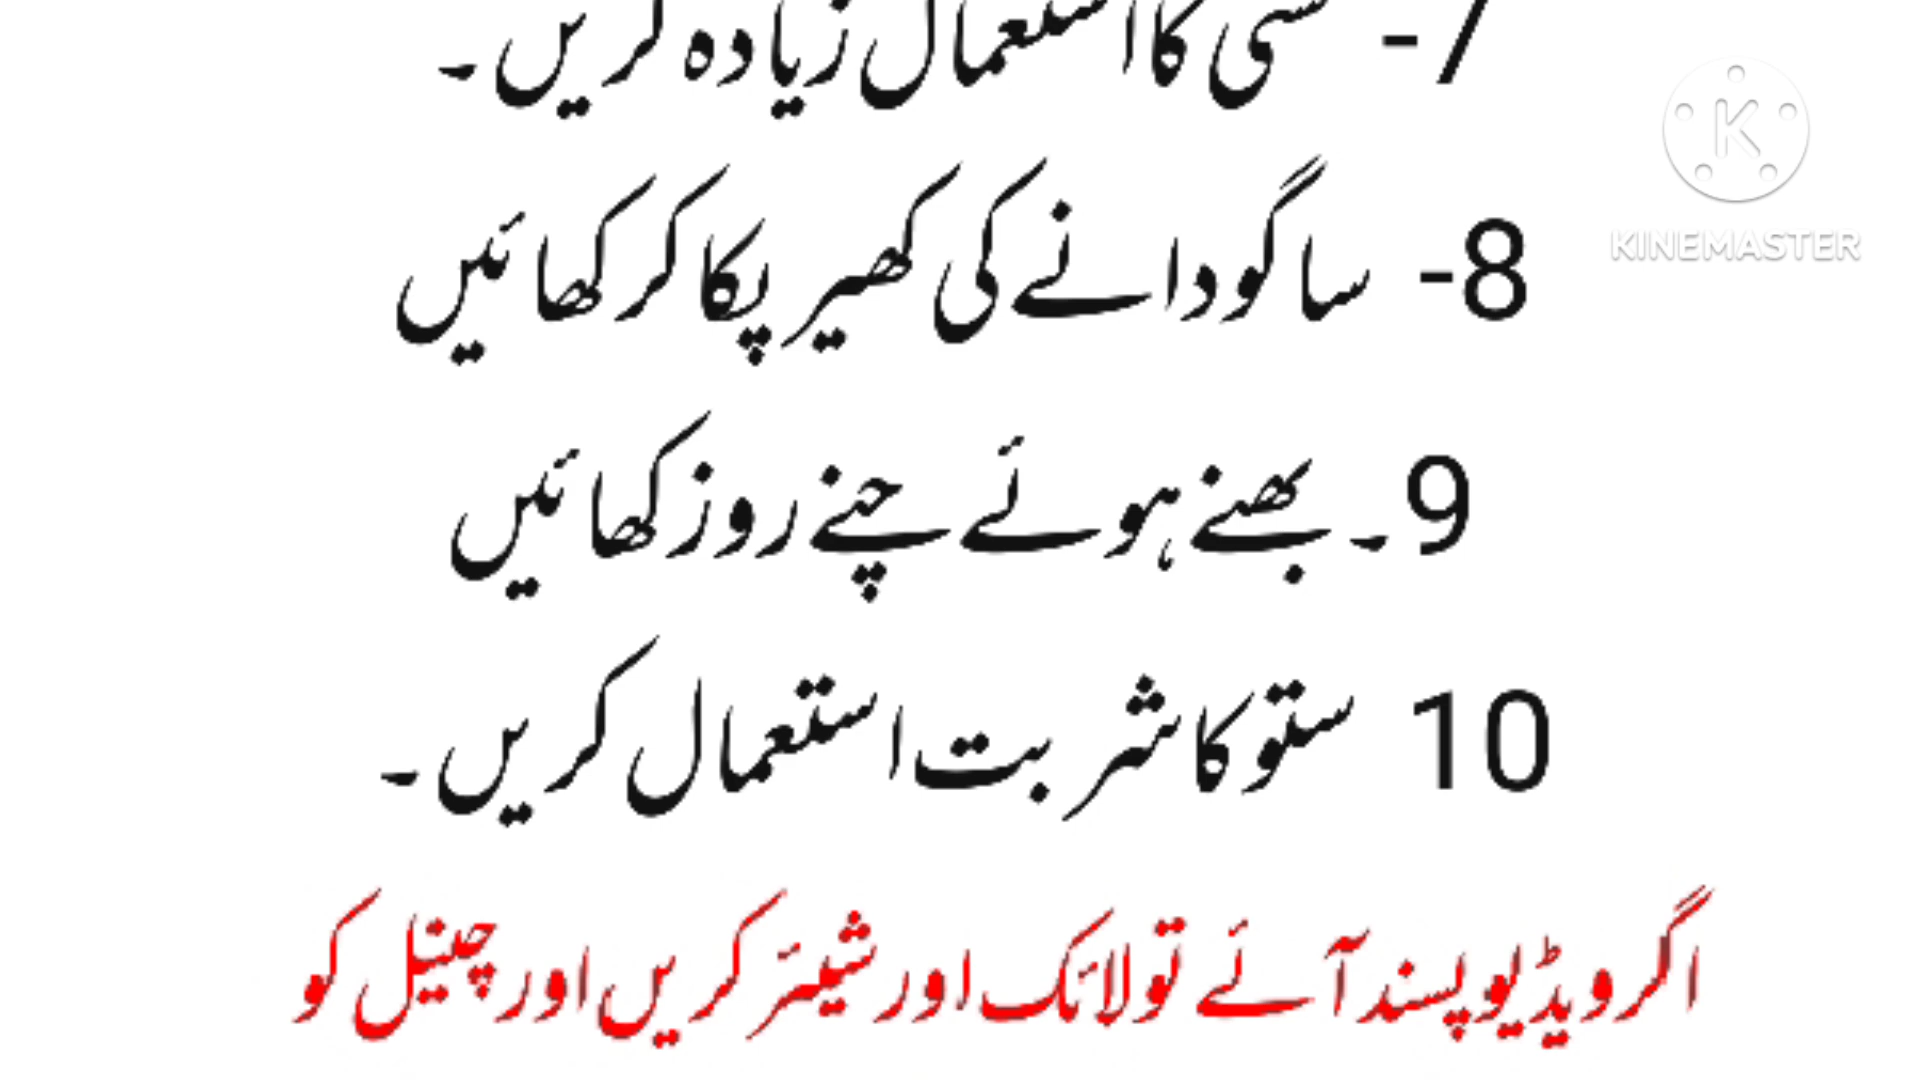 7- لسی کا استعمال زیادہ کریں۔
8- ساگودانے کی کھیر پکا کر کھائیں
9۔ بھنے ہوئے چنے روز کھائیں
10 ستو کا شربت استعمال کریں۔
اگر ویڈیو پسند آئے تو لائک اور شیئر کریں اور چینیل کو
KINEMASTER